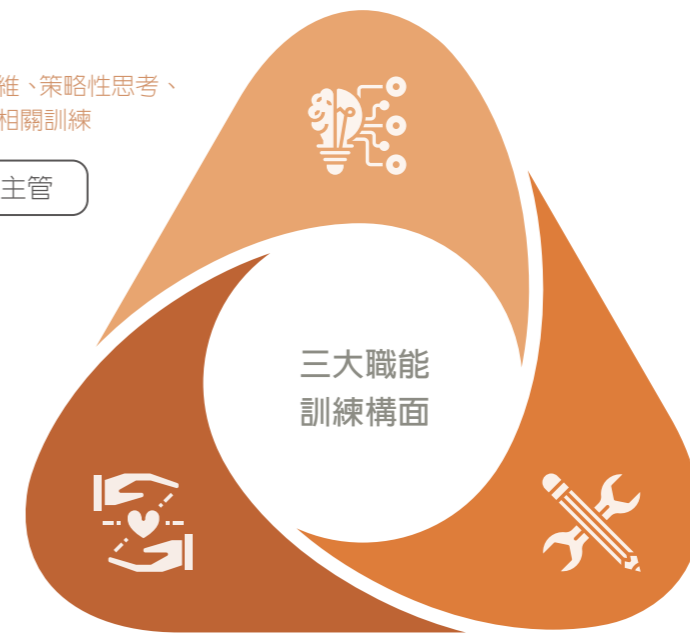 維、策略性思考、
相關訓練
主管
三大職能
訓練構面